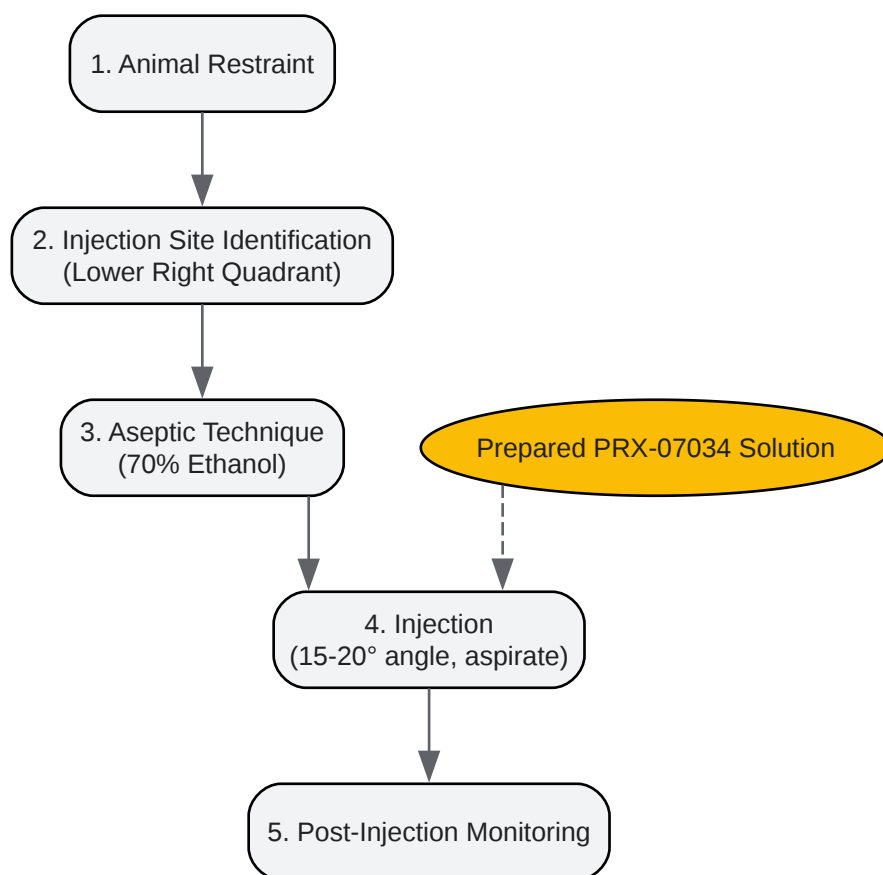 1. Animal Restraint
2. Injection Site Identification
(Lower Right Quadrant)
3. Aseptic Technique
(70% Ethanol)
Prepared PRX-07034 Solution
4. Injection
(15-20° angle, aspirate)
5. Post-Injection Monitoring